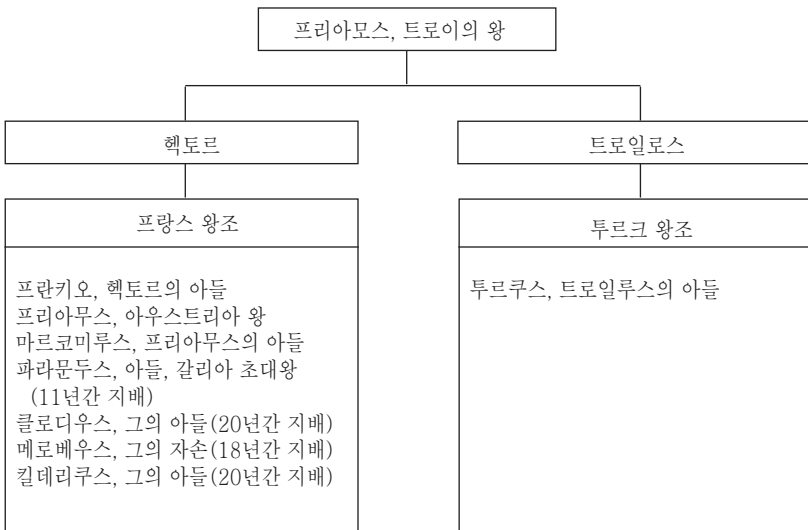 프리아모스, 트로이의 왕
헥토르
트로일로스
프랑스 왕조
투르크 왕조
프란키오, 헥토르의 아들
프리아무스, 아우스트리아 왕
마르코미루스, 프리아무스의 아들
파라문두스, 아들, 갈리아 초대왕
(11년간 지배)
클로디우스, 그의 아들(20년간 지배)
메로베우스, 그의 자손(18년간 지배)
킬데리쿠스, 그의 아들(20년간 지배)
투르쿠스, 트로일루스의 아들